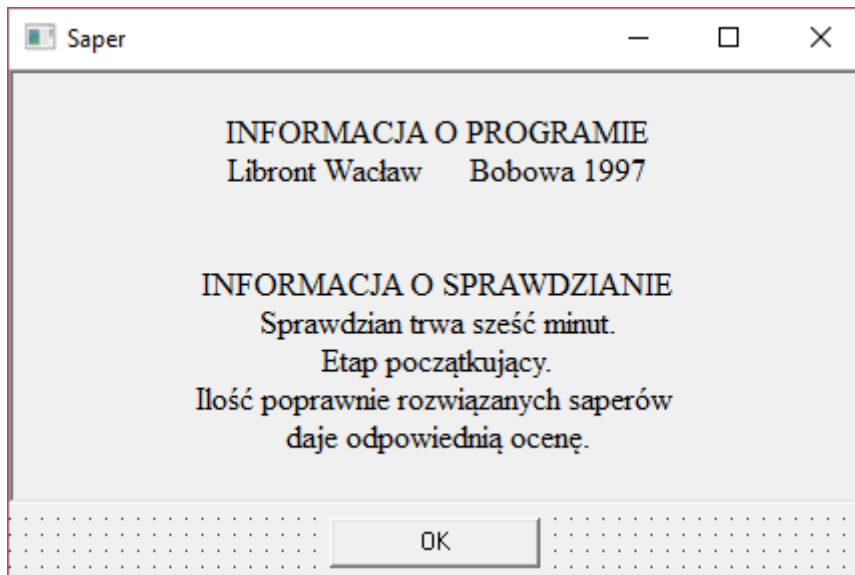 Saper
INFORMACJA O PROGRAMIE
Libront Wacław Bobowa 1997
INFORMACJA O SPRAWDZIANIE
Sprawdzian trwa sześć minut.
Etap początkujący.
Ilość poprawnie rozwiązanych saperów
daje odpowiednią ocenę.
OK